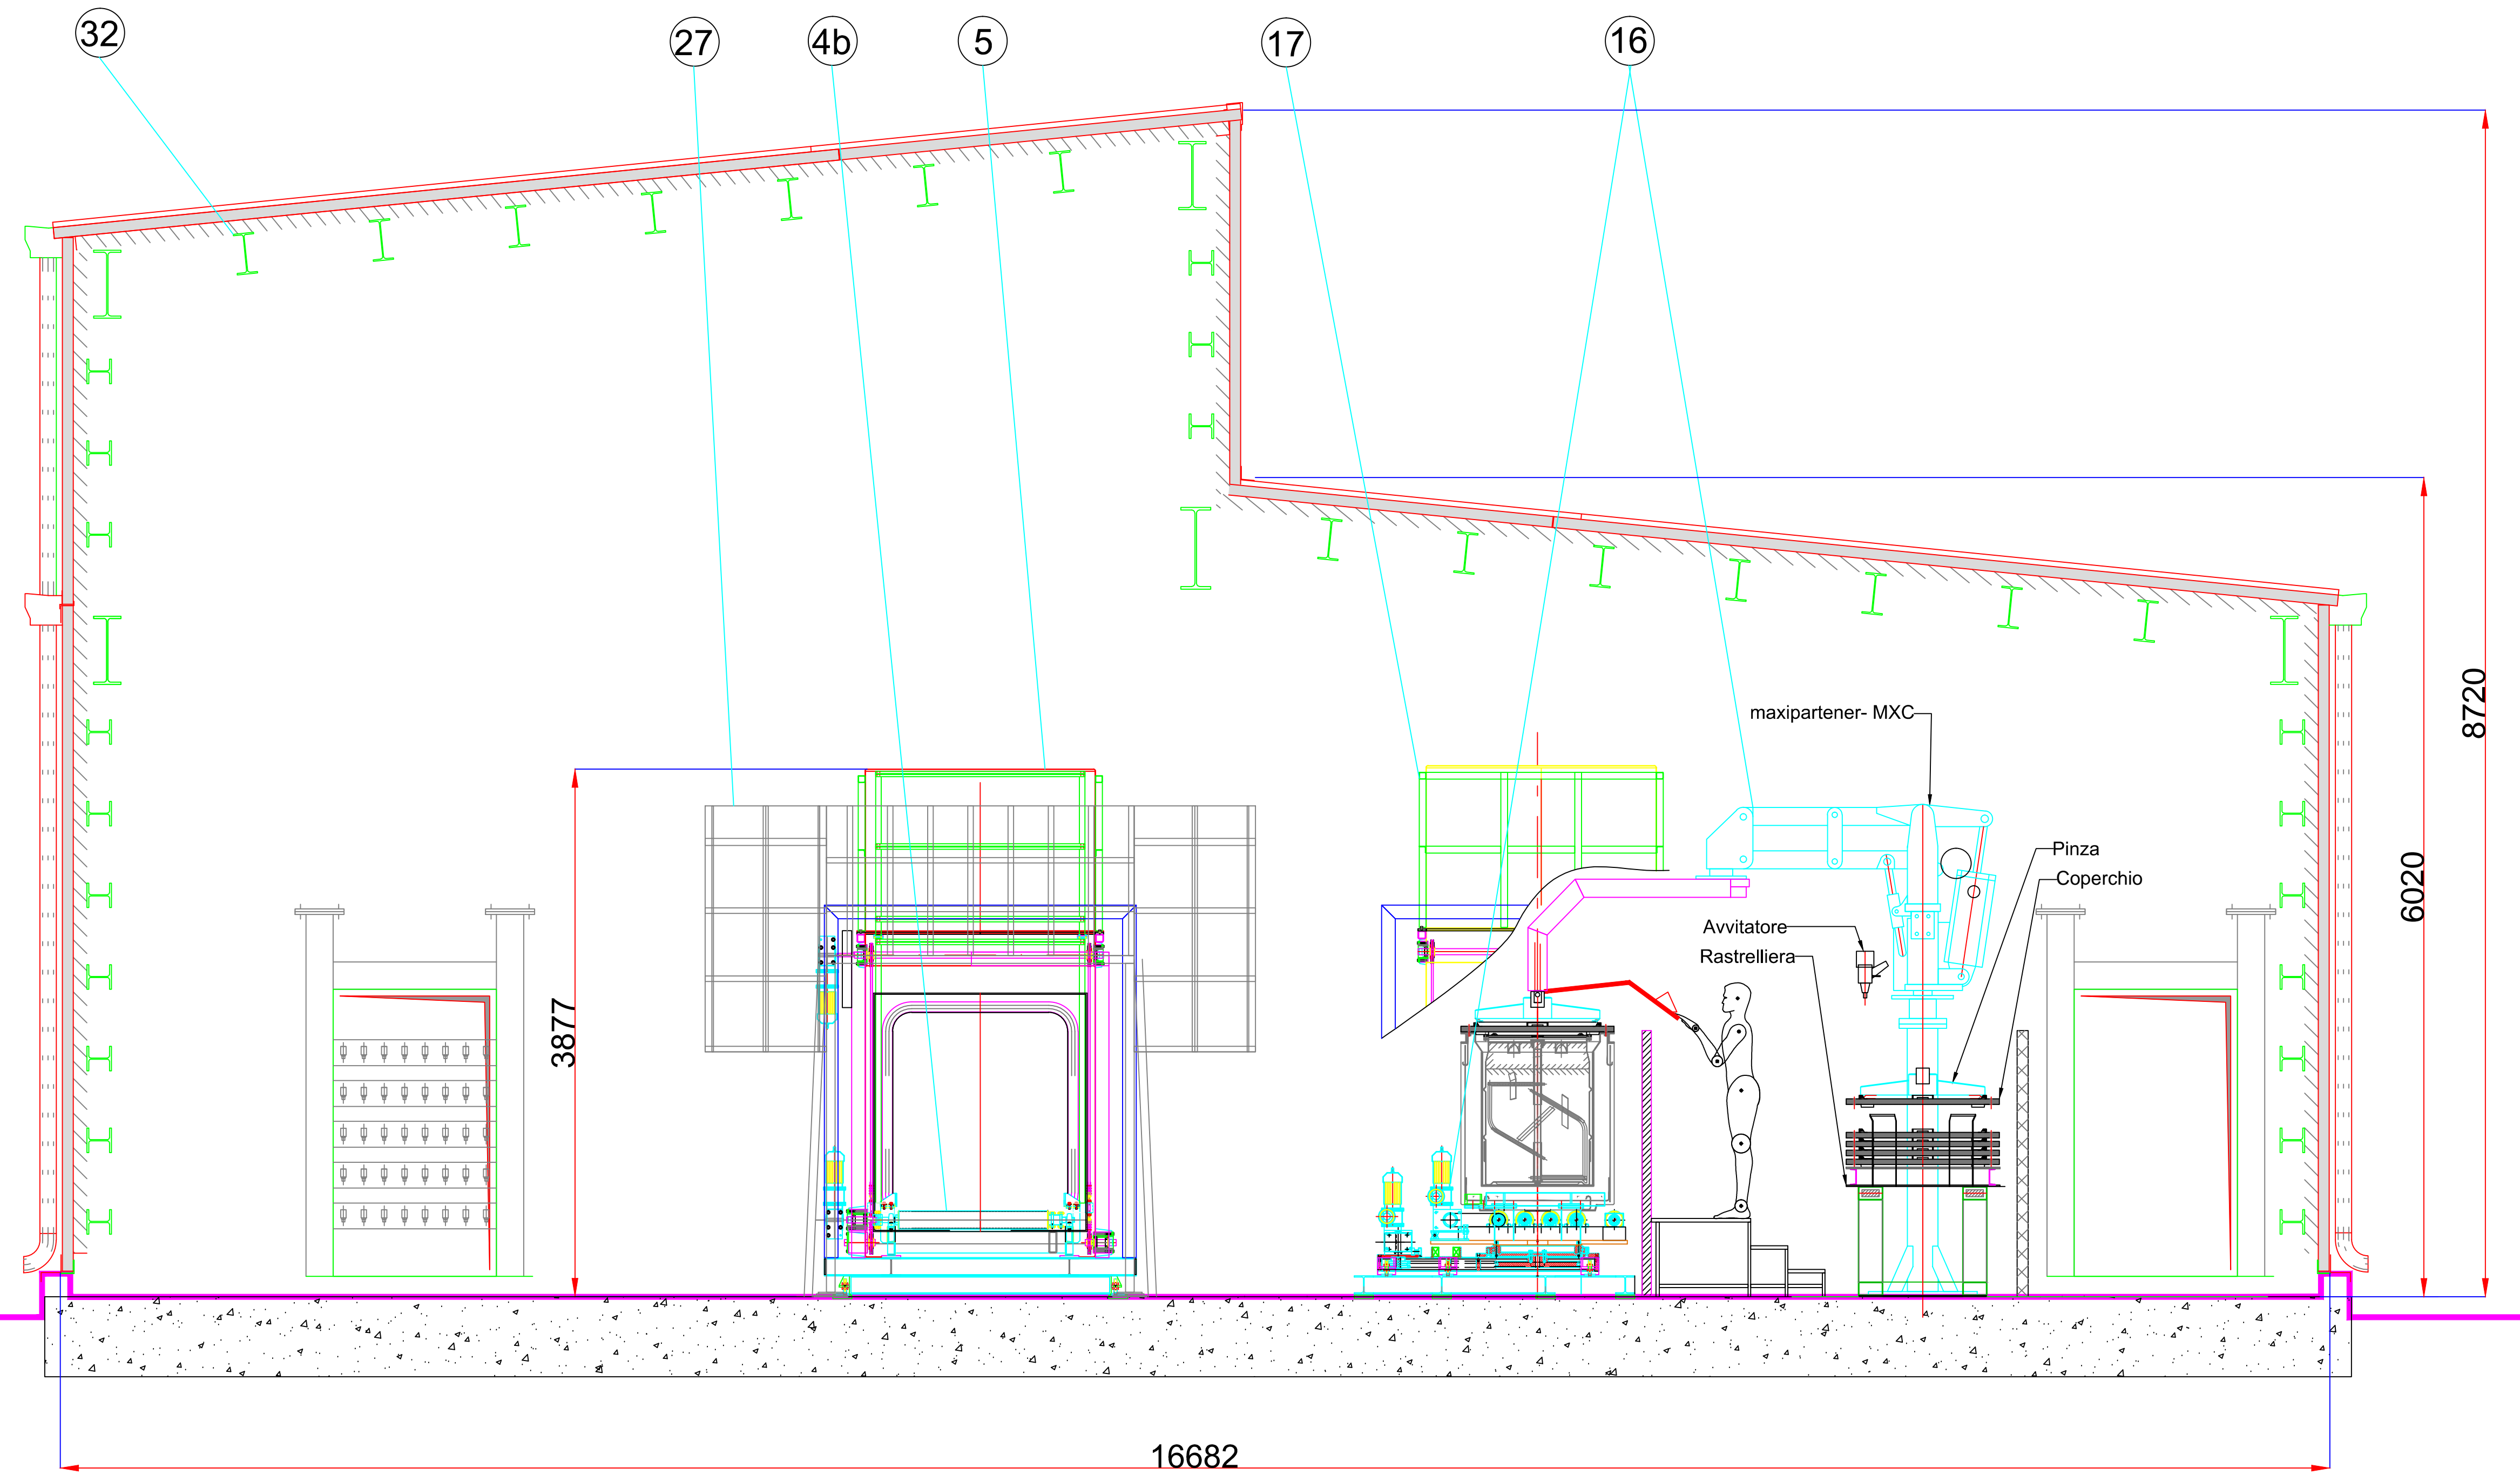 32
27
4b
5
17
16
maxipartener- MXC
8720
Pinza
Coperchio
6020
Avvitatore
Rastrelliera
3877
16682